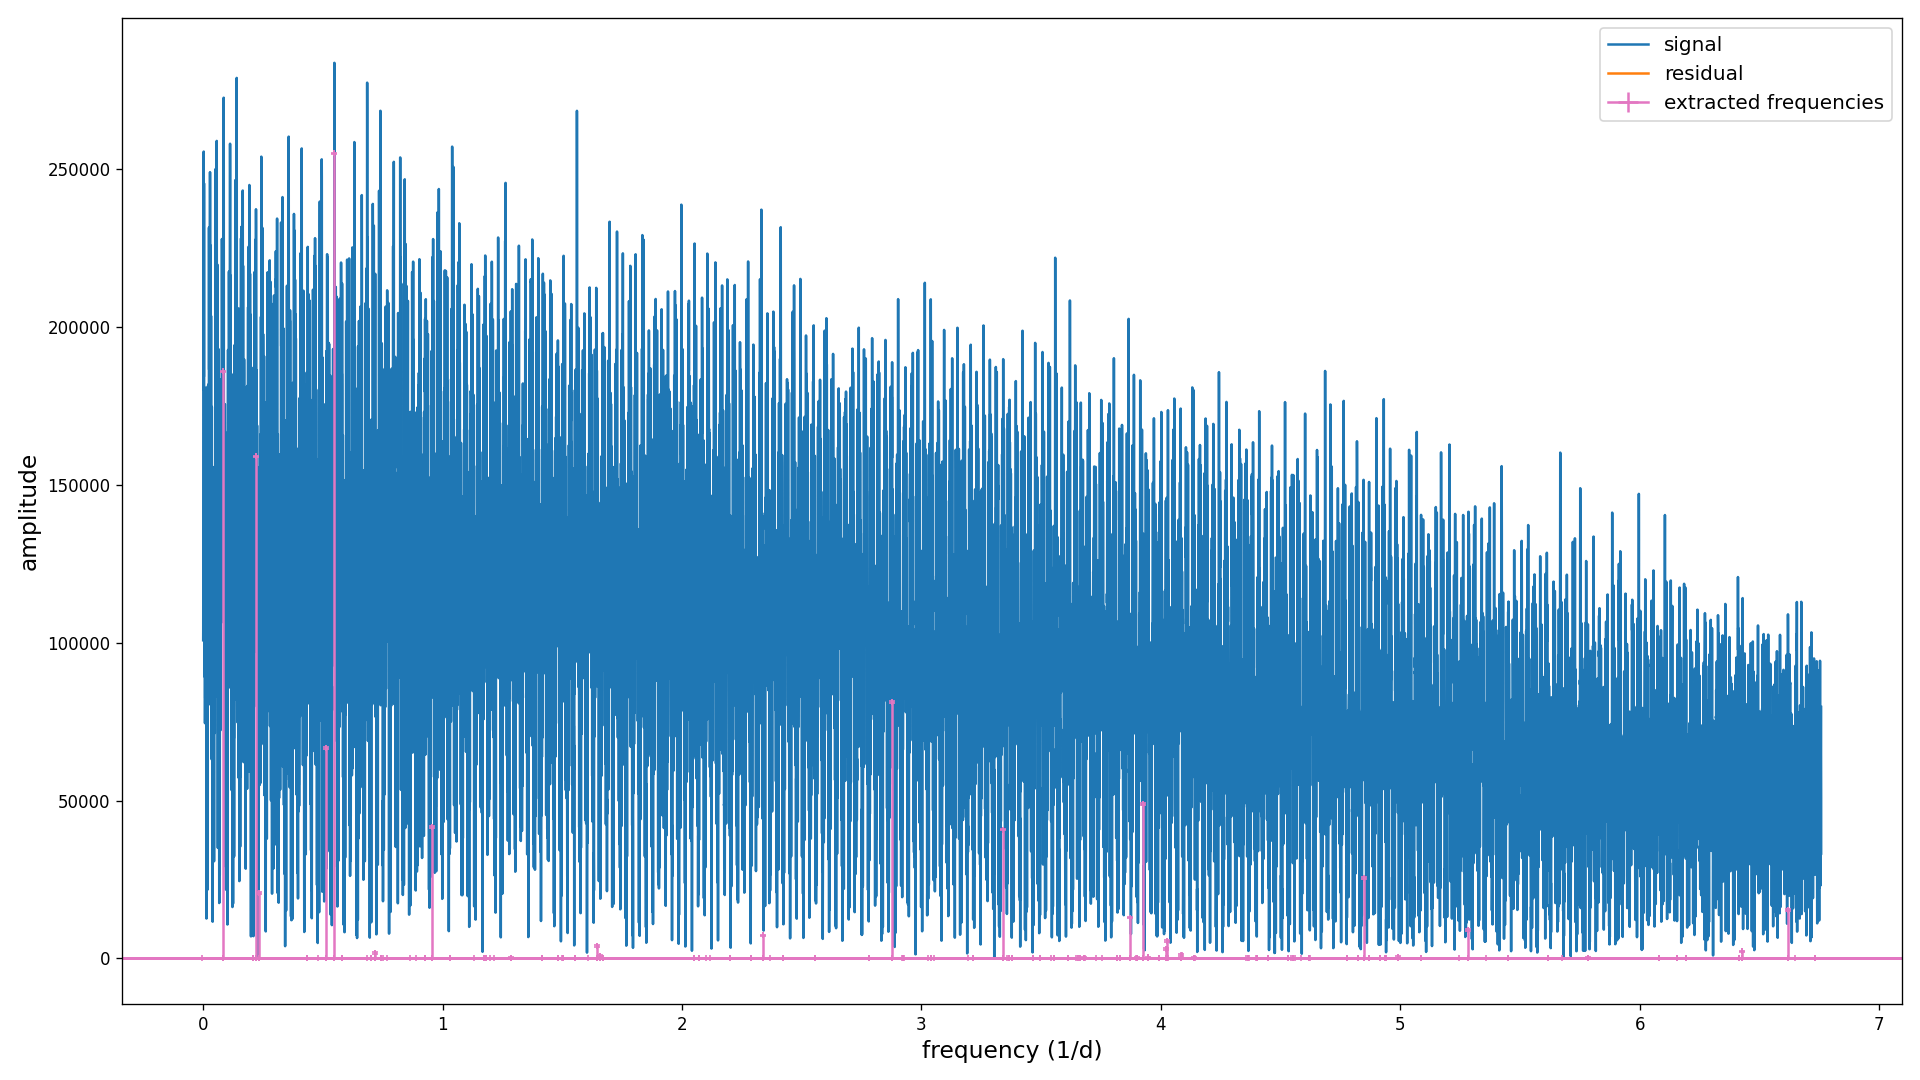 signal
residual
extracted frequencies
amplitude
250000
200000
150000
100000
50000
0
0 1 2 3 4 5 6 7
frequency (1/d)